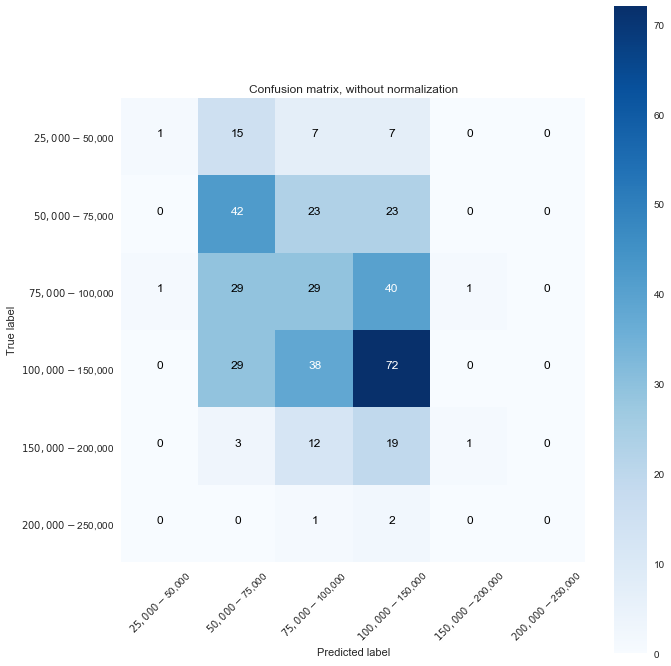 Confusion matrix, without normalization
25,000-50,000 1 15 7 7 0 0
50,000-75,000 0 42 23 23 0 0
75,000-100,000 1 29 29 40 1 0
100,000-150,000 0 29 38 72 0 0
150,000-200,000 0 3 12 19 1 0
200,000-250,000 0 0 1 2 0 0
True label
25,000-50,000 50,000-75,000 75,000-100,000 100,000-150,000 150,000-200,000 200,000-250,000
Predicted label
70
60
50
40
30
20
10
0